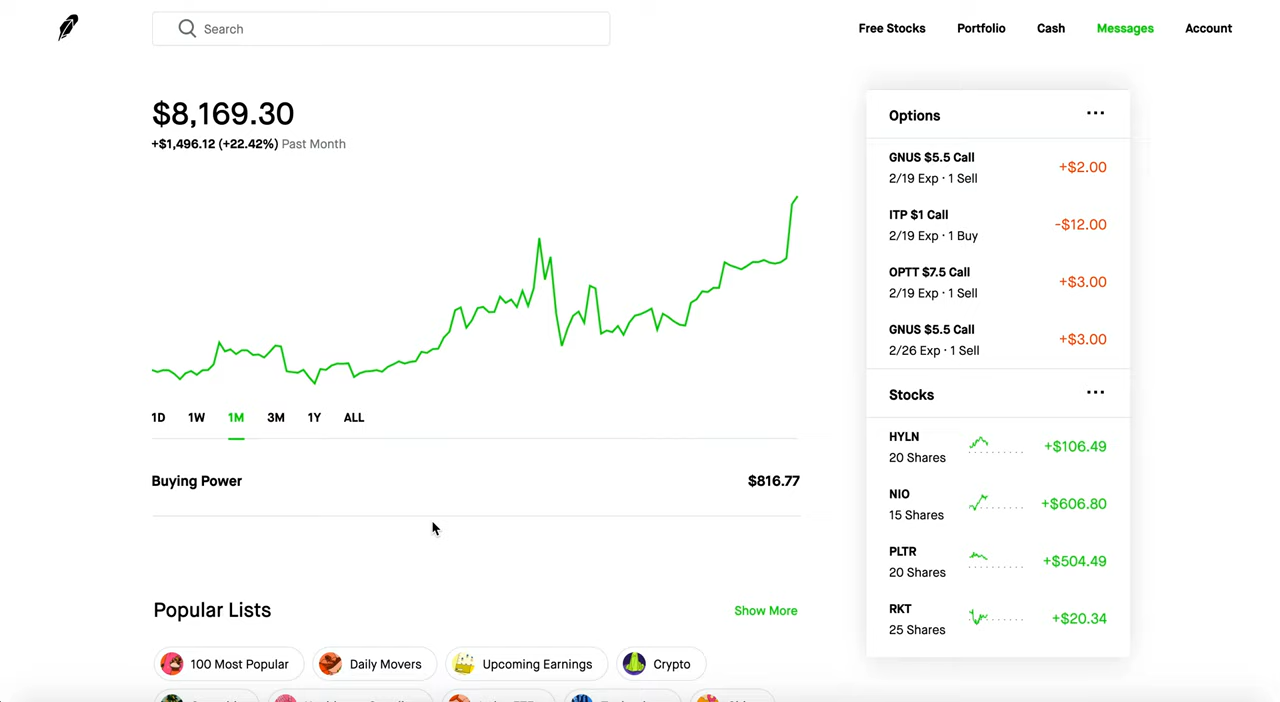 Search
Free Stocks
Portfolio
Cash
Messages
Account
$8,169.30
+$1,496.12 (+22.42%) Past Month
1D 1W 1M 3M 1Y ALL
Buying Power $816.77
Popular Lists Show More
100 Most Popular
Daily Movers
Upcoming Earnings
Crypto
Options
GNUS $5.5 Call
2/19 Exp · 1 Sell
+$2.00
ITP $1 Call
2/19 Exp · 1 Buy
-$12.00
OPTT $7.5 Call
2/19 Exp · 1 Sell
+$3.00
GNUS $5.5 Call
2/26 Exp · 1 Sell
+$3.00
Stocks
HYLN
20 Shares
+$106.49
NIO
15 Shares
+$606.80
PLTR
20 Shares
+$504.49
RKT
25 Shares
+$20.34